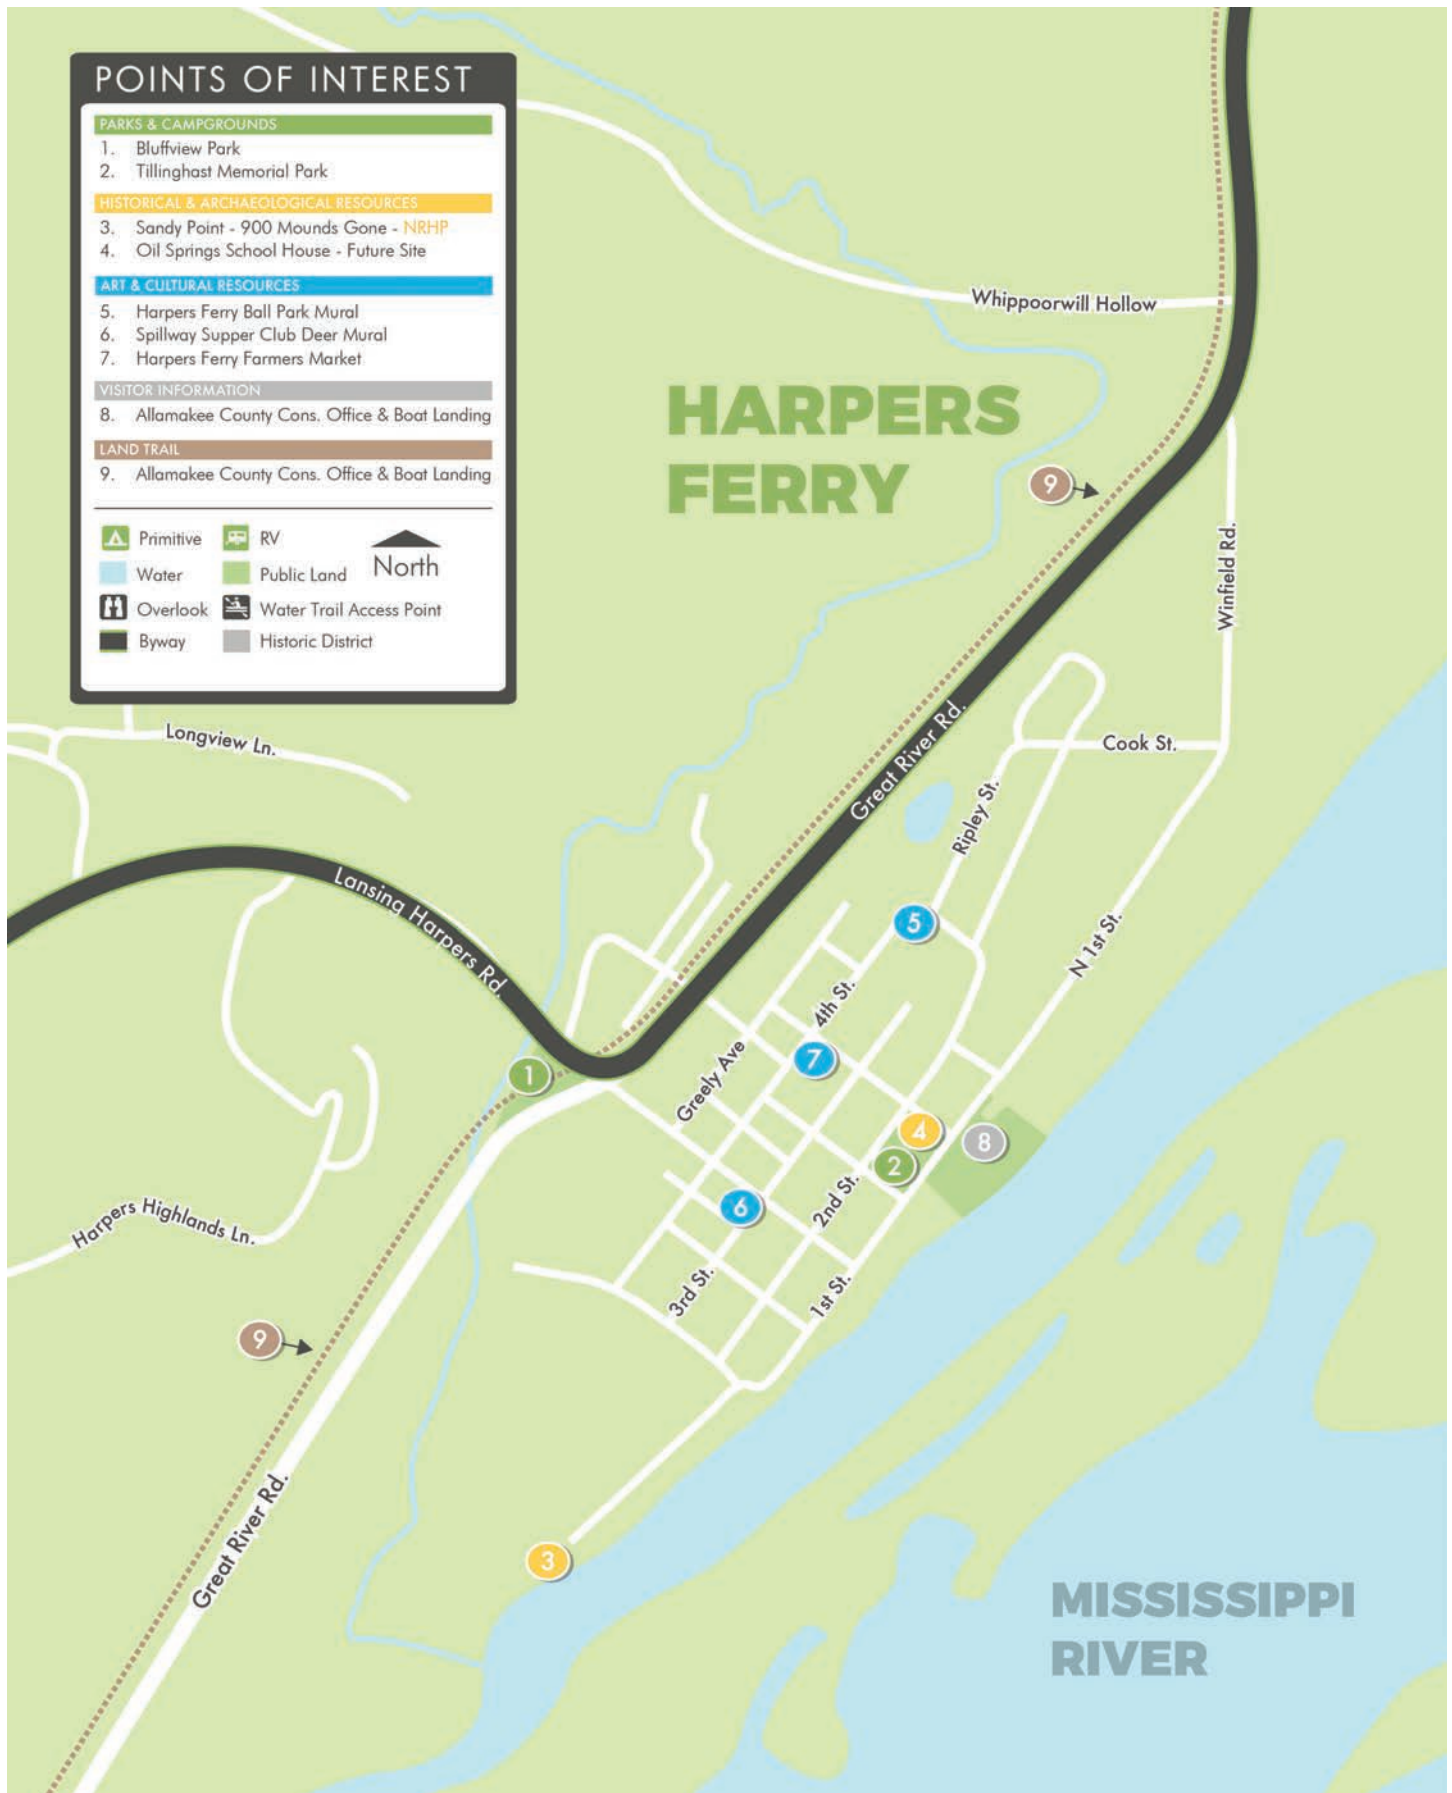 POINTS OF INTEREST
PARKS & CAMPGROUNDS
1. Bluffview Park
2. Tillinghast Memorial Park
HISTORICAL & ARCHAEOLOGICAL RESOURCES
3. Sandy Point - 900 Mounds Gone - NRHP
4. Oil Springs School House - Future Site
ART & CULTURAL RESOURCES
5. Harpers Ferry Ball Park Mural
6. Spillway Supper Club Deer Mural
7. Harpers Ferry Farmers Market
VISITOR INFORMATION
8. Allamakee County Cons. Office & Boat Landing
LAND TRAIL
9. Allamakee County Cons. Office & Boat Landing
Primitive
RV
North
Water
Public Land
Overlook
Water Trail Access Point
Byway
Historic District
Whippoorwill Hollow
HARPERS
FERRY
9
Winfield Rd.
Longview Ln.
Great River Rd.
Cook St.
Ripley St.
Lansing Harpers Rd.
5
N 1st St.
4th St.
7
1
Greely Ave
4
8
2
6
2nd St.
Harpers Highlands Ln.
3rd St.
1st St.
9
Great River Rd.
3
MISSISSIPPI
RIVER